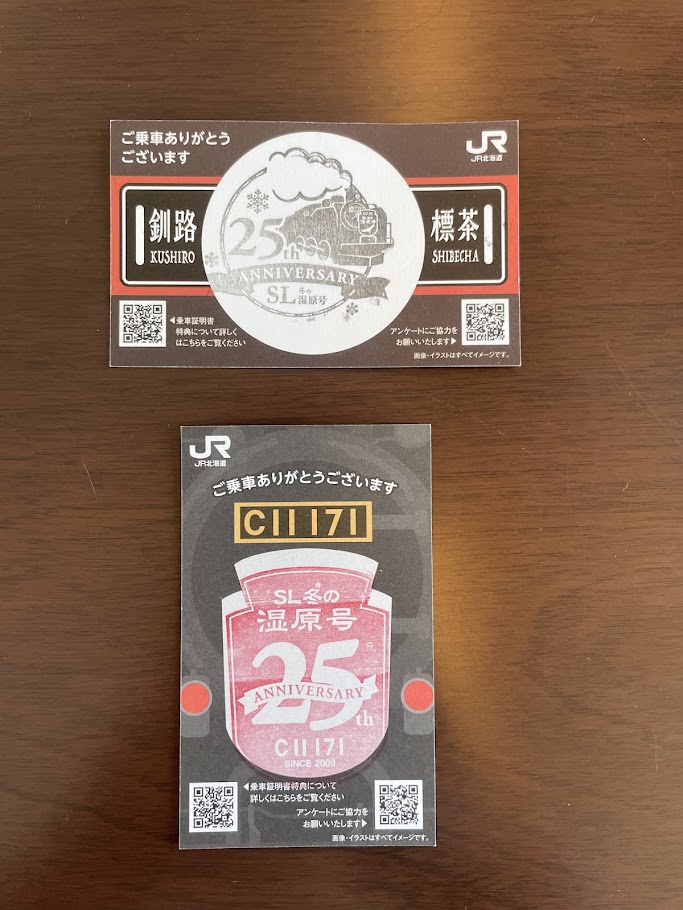 ご乗車ありがとう
ございます
JR
JR北海道
釧路
KUSHIRO
標茶
SHIBECHA
25th
ANNIVERSARY
SL冬の湿原号
◀乗車証明書
特典について詳しく
はこちらをご覧ください
アンケートにご協力を
お願いいたします▶
画像・イラストはすべてイメージです。
JR
JR北海道
ご乗車ありがとうございます
C11 171
SL冬の
湿原号
25th
ANNIVERSARY
C11 171
SINCE 2000
◀乗車証明書特典について
詳しくはこちらをご覧ください
アンケートにご協力を
お願いいたします▶
画像・イラストはすべてイメージです。